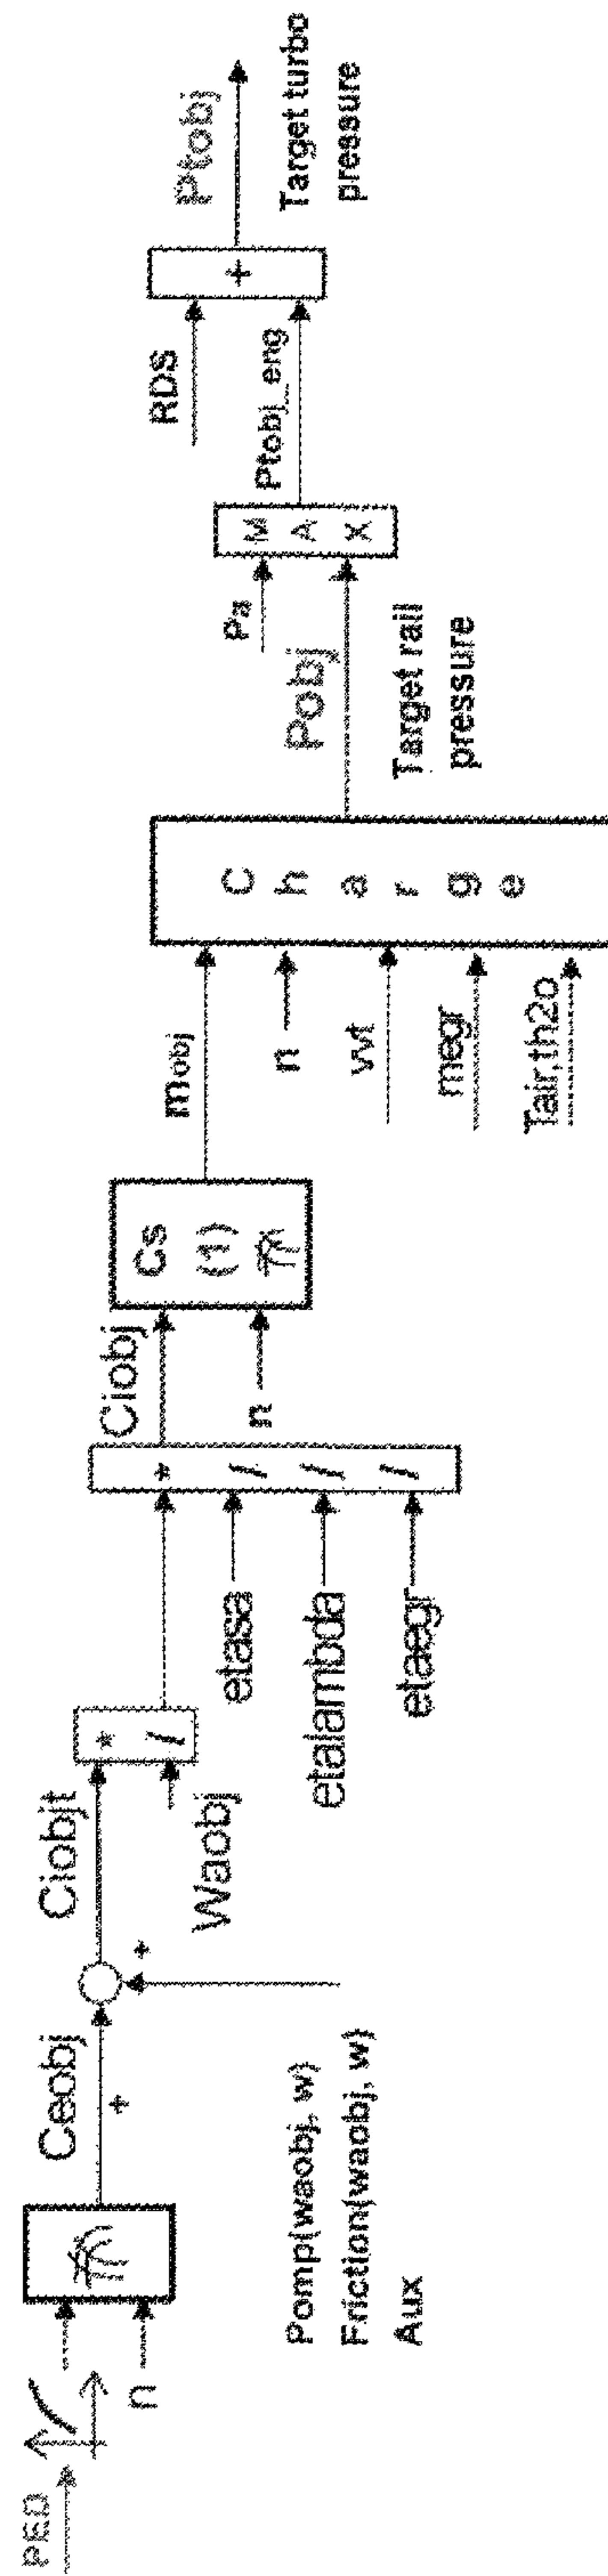 PED
n
Ceobj
+
+
Pomp(waobj, w)
Friction(waobj, w)
Aux
Ciobjt
Waobj
*
/
etasa
etalambda
etaegr
*
/
/
/
Ciobj
n
Cs
(1)
mobj
n
vvt
megr
Tair,th2o
Charge
Pobj
Target rail
pressure
Pa
MAX
Ptobj_eng
RDS
+
Ptobj
Target turbo
pressure